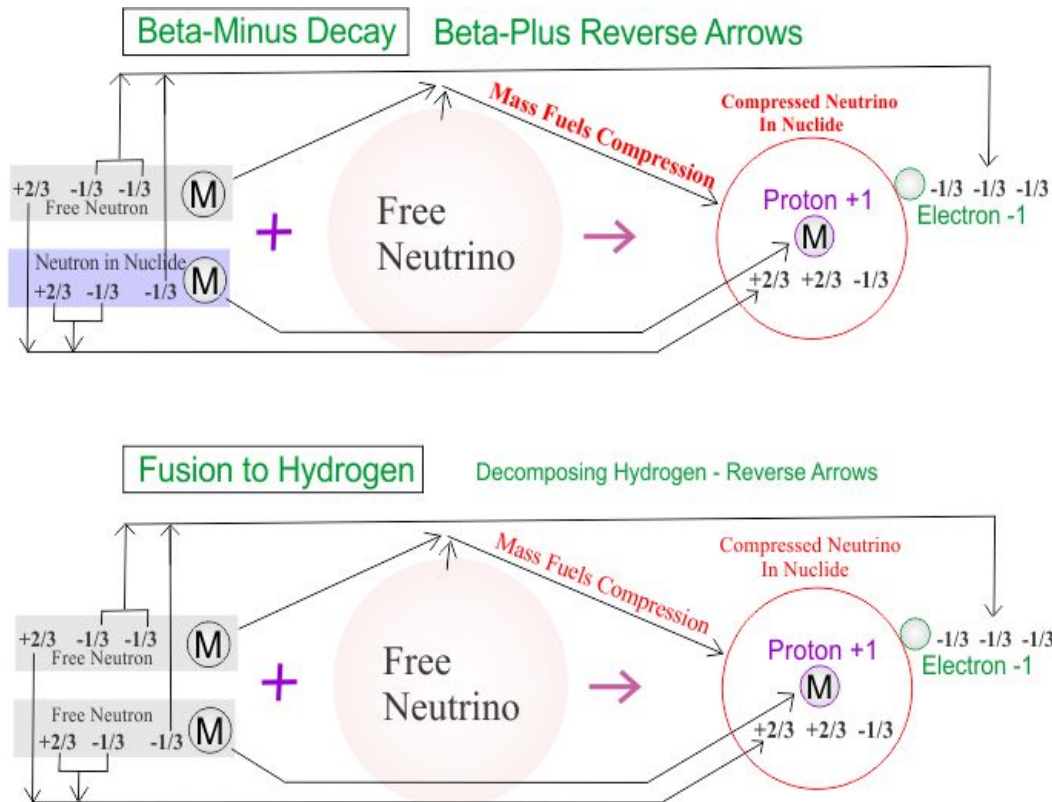 Beta-Minus Decay Beta-Plus Reverse Arrows
Mass Fuels Compression
Compressed Neutrino
In Nuclide
+2/3 -1/3 -1/3 M
Free Neutron
Neutron in Nuclide M
+2/3 -1/3 -1/3
+
Free
Neutrino
Proton +1
M
+2/3 +2/3 -1/3
-1/3 -1/3 -1/3
Electron -1
Fusion to Hydrogen Decomposing Hydrogen - Reverse Arrows
Mass Fuels Compression
Compressed Neutrino
In Nuclide
+2/3 -1/3 -1/3 M
Free Neutron
Free Neutron M
+2/3 -1/3 -1/3
+
Free
Neutrino
Proton +1
M
+2/3 +2/3 -1/3
-1/3 -1/3 -1/3
Electron -1